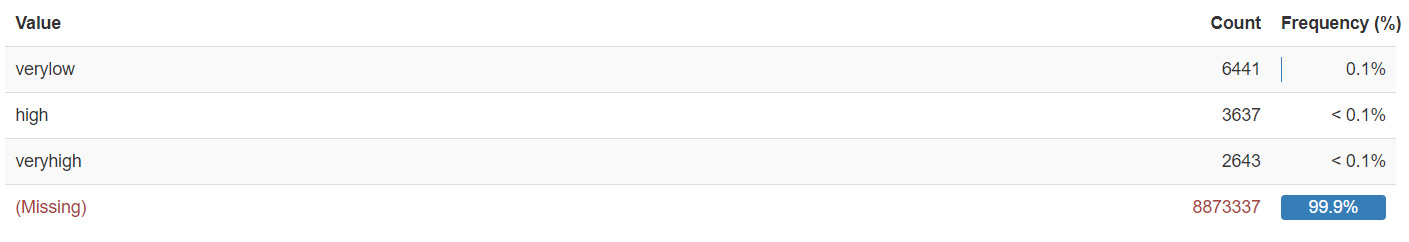 Value Count Frequency (%)
verylow 6441 0.1%
high 3637 < 0.1%
veryhigh 2643 < 0.1%
(Missing) 8873337 99.9%